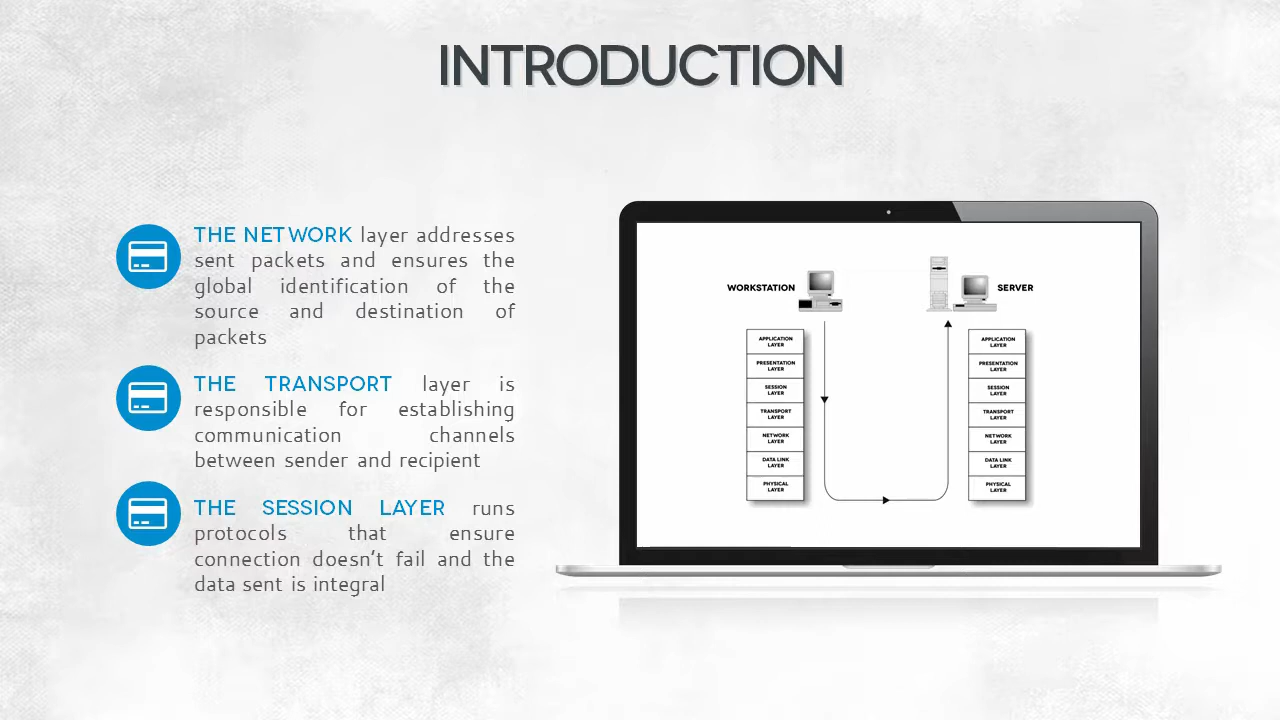 INTRODUCTION
THE NETWORK layer addresses
sent packets and ensures the
global identification of the
source and destination of
packets
THE TRANSPORT layer is
responsible for establishing
communication channels
between sender and recipient
THE SESSION LAYER runs
protocols that ensure
connection doesn't fail and the
data sent is integral
WORKSTATION
SERVER
APPLICATION
LAYER
PRESENTATION
LAYER
SESSION
LAYER
TRANSPORT
LAYER
NETWORK
LAYER
DATA LINK
LAYER
PHYSICAL
LAYER
APPLICATION
LAYER
PRESENTATION
LAYER
SESSION
LAYER
TRANSPORT
LAYER
NETWORK
LAYER
DATA LINK
LAYER
PHYSICAL
LAYER